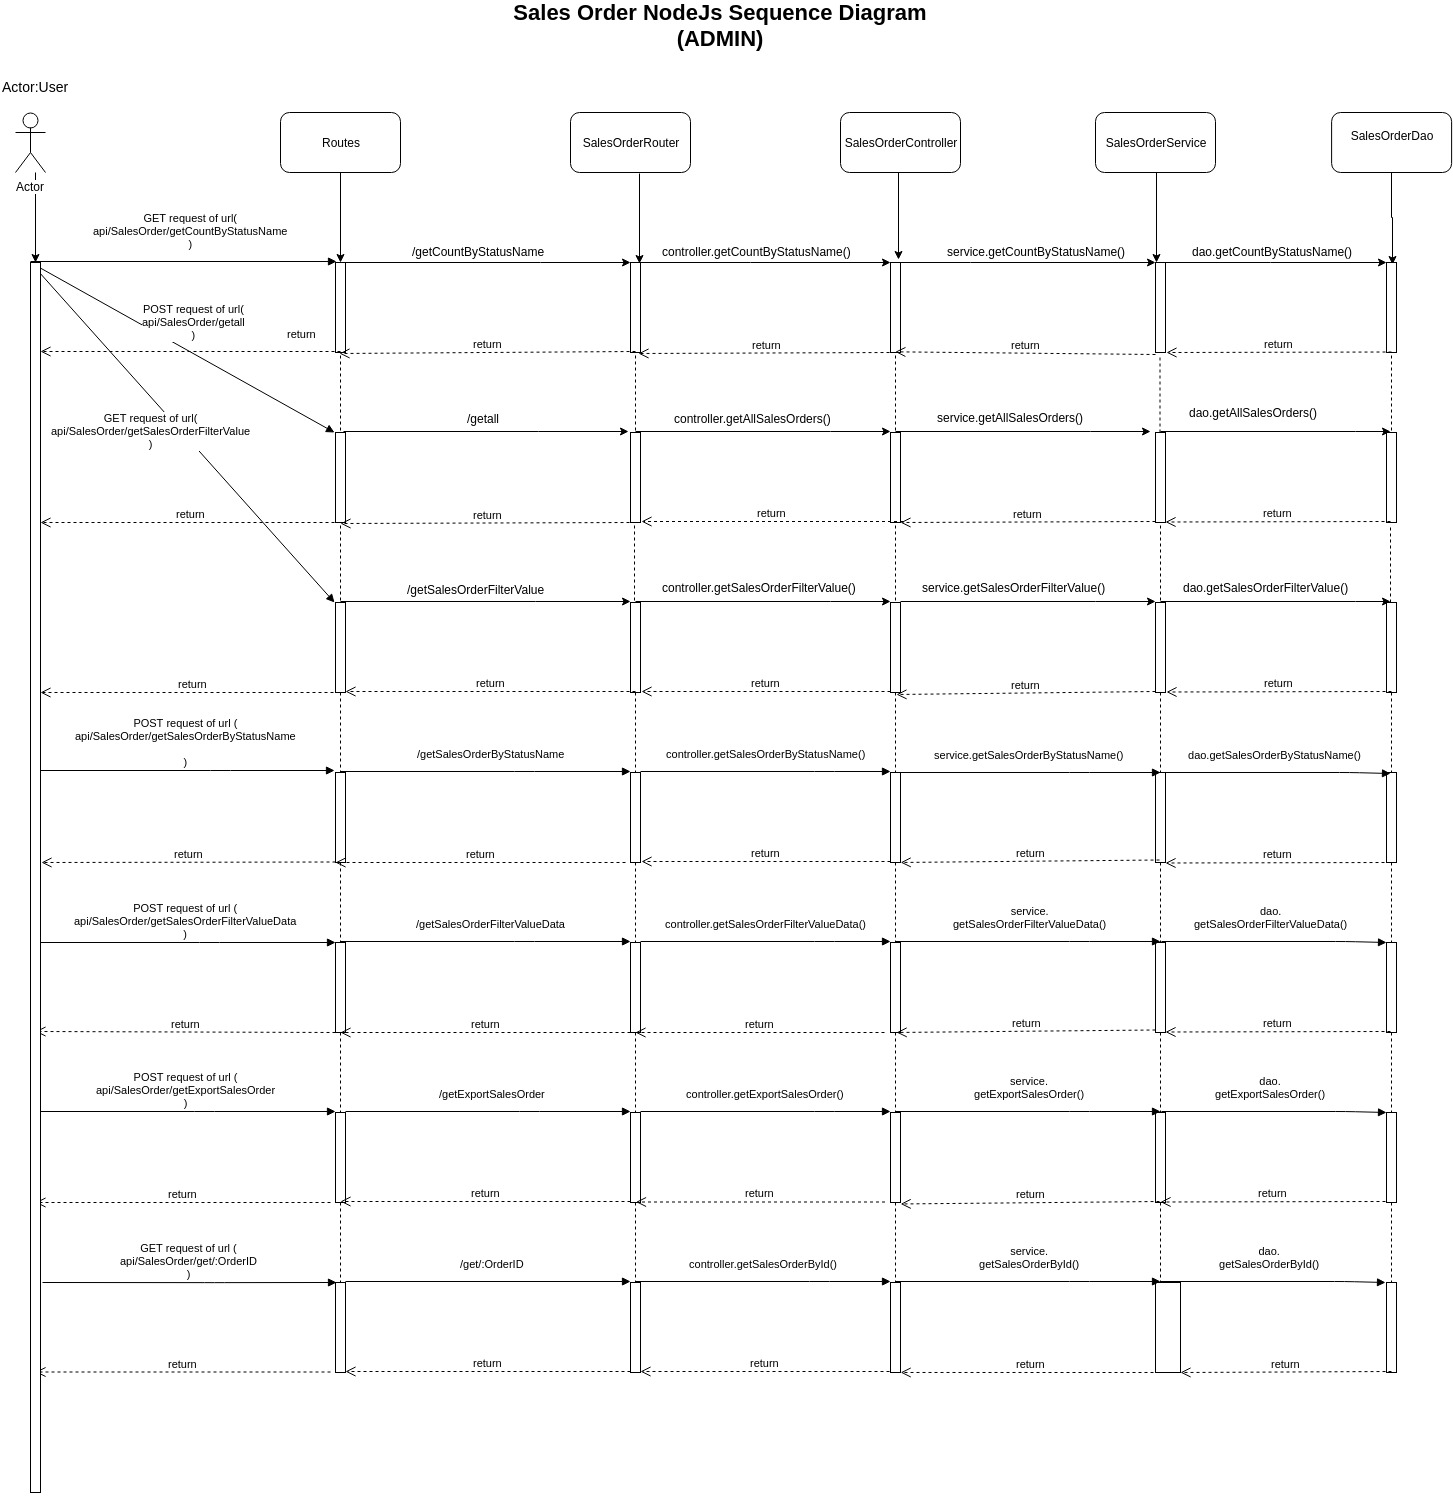 Sales Order NodeJs Sequence Diagram
(ADMIN)
Actor:User
Actor
Routes
SalesOrderRouter
SalesOrderController
SalesOrderService
SalesOrderDao
GET request of url(
api/SalesOrder/getCountByStatusName
)
/getCountByStatusName
controller.getCountByStatusName()
service.getCountByStatusName()
dao.getCountByStatusName()
POST request of url(
api/SalesOrder/getall
)
return
return
return
return
return
GET request of url(
api/SalesOrder/getSalesOrderFilterValue
)
/getall
controller.getAllSalesOrders()
service.getAllSalesOrders()
dao.getAllSalesOrders()
return
return
return
return
return
/getSalesOrderFilterValue
controller.getSalesOrderFilterValue()
service.getSalesOrderFilterValue()
dao.getSalesOrderFilterValue()
return
return
return
return
return
POST request of url (
api/SalesOrder/getSalesOrderByStatusName
)
/getSalesOrderByStatusName
controller.getSalesOrderByStatusName()
service.getSalesOrderByStatusName()
dao.getSalesOrderByStatusName()
return
return
return
return
return
POST request of url (
api/SalesOrder/getSalesOrderFilterValueData
)
/getSalesOrderFilterValueData
controller.getSalesOrderFilterValueData()
service.
getSalesOrderFilterValueData()
dao.
getSalesOrderFilterValueData()
return
return
return
return
return
POST request of url (
api/SalesOrder/getExportSalesOrder
)
/getExportSalesOrder
controller.getExportSalesOrder()
service.
getExportSalesOrder()
dao.
getExportSalesOrder()
return
return
return
return
return
GET request of url (
api/SalesOrder/get/:OrderID
)
/get/:OrderID
controller.getSalesOrderById()
service.
getSalesOrderById()
dao.
getSalesOrderById()
return
return
return
return
return